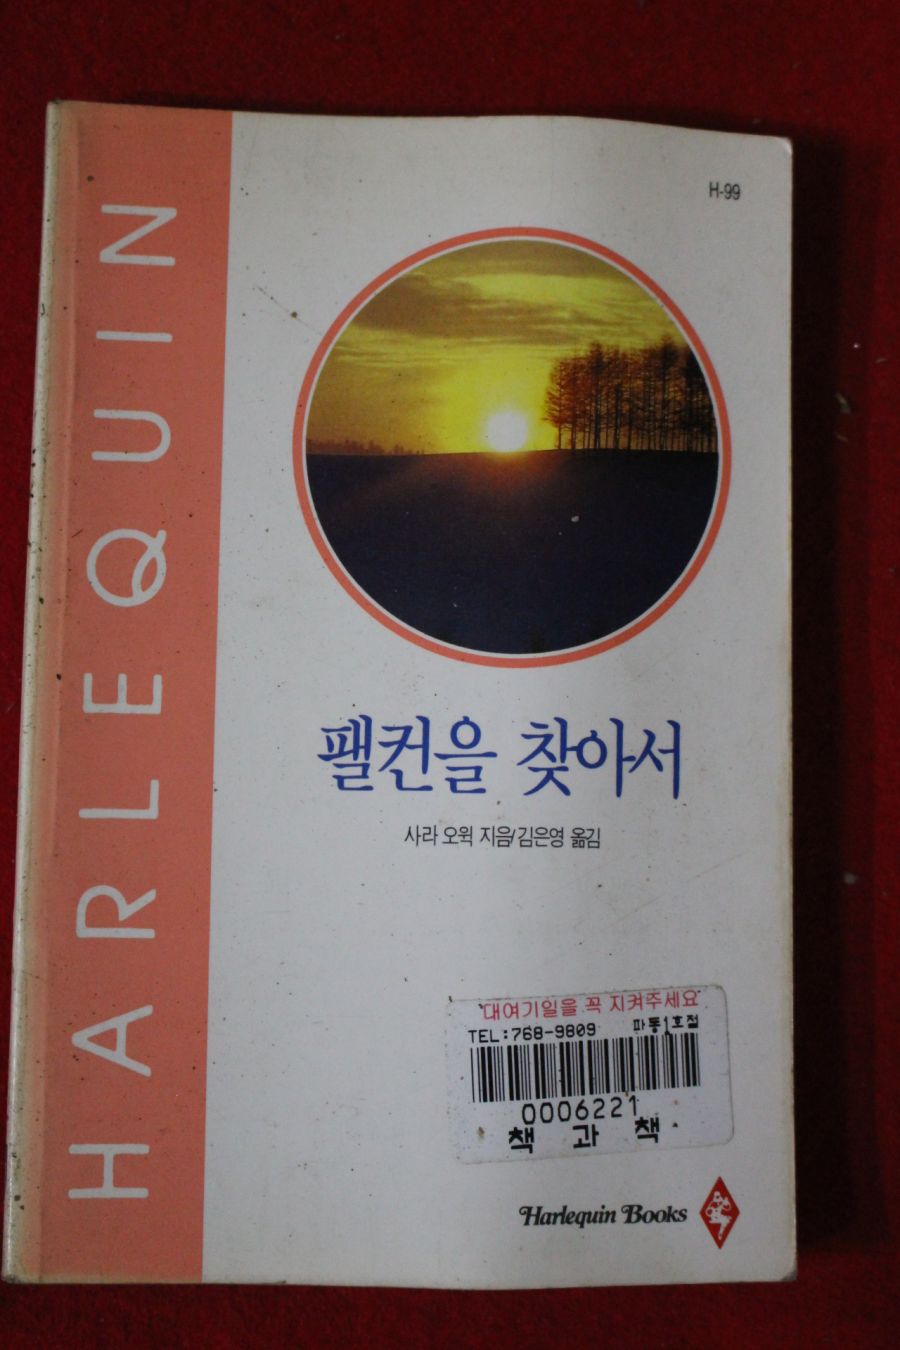 HARLEQUIN
H-99
팰컨을 찾아서
사라 오윅 지음/김은영 옮김
"대여기일을 꼭 지켜주세요"
TEL:768-9809 파동1호점
0006221
책 과 책
Harlequin Books